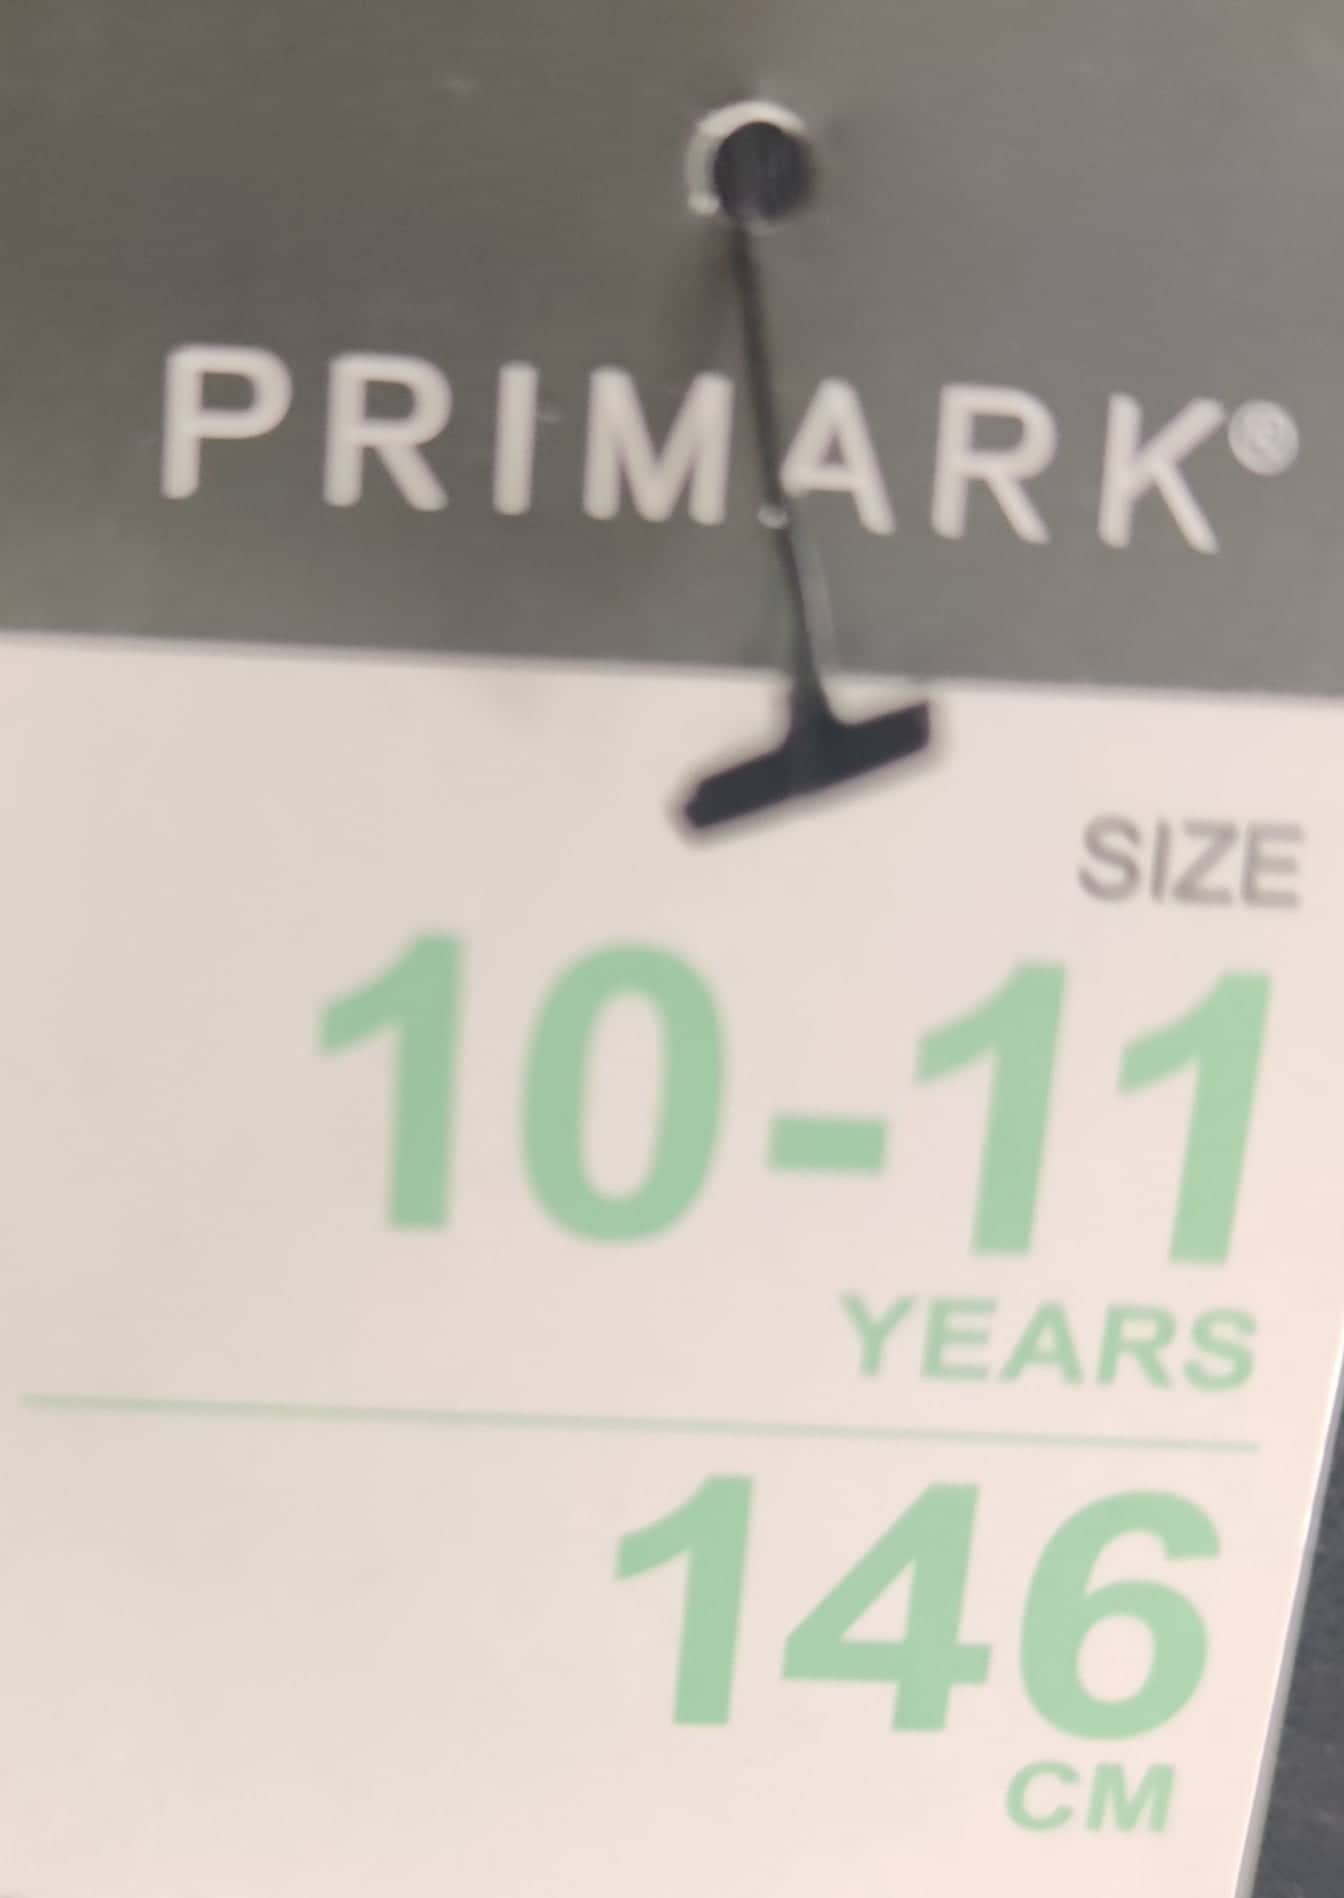 PRIMARK®
SIZE
10-11
YEARS
146
CM